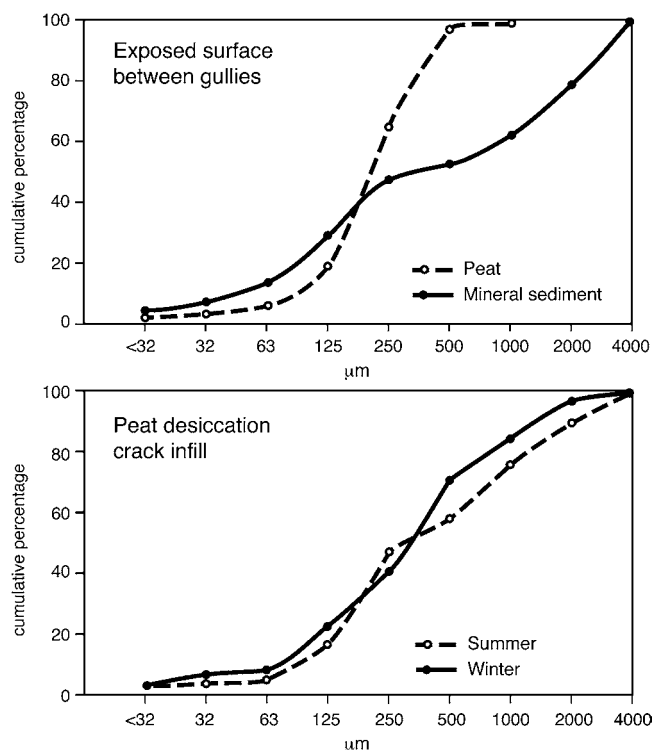 Exposed surface
between gullies
cumulative percentage
100
80
60
40
20
0
Peat
Mineral sediment
<32 32 63 125 250 500 1000 2000 4000
μm
Peat desiccation
crack infill
cumulative percentage
100
80
60
40
20
0
Summer
Winter
<32 32 63 125 250 500 1000 2000 4000
μm